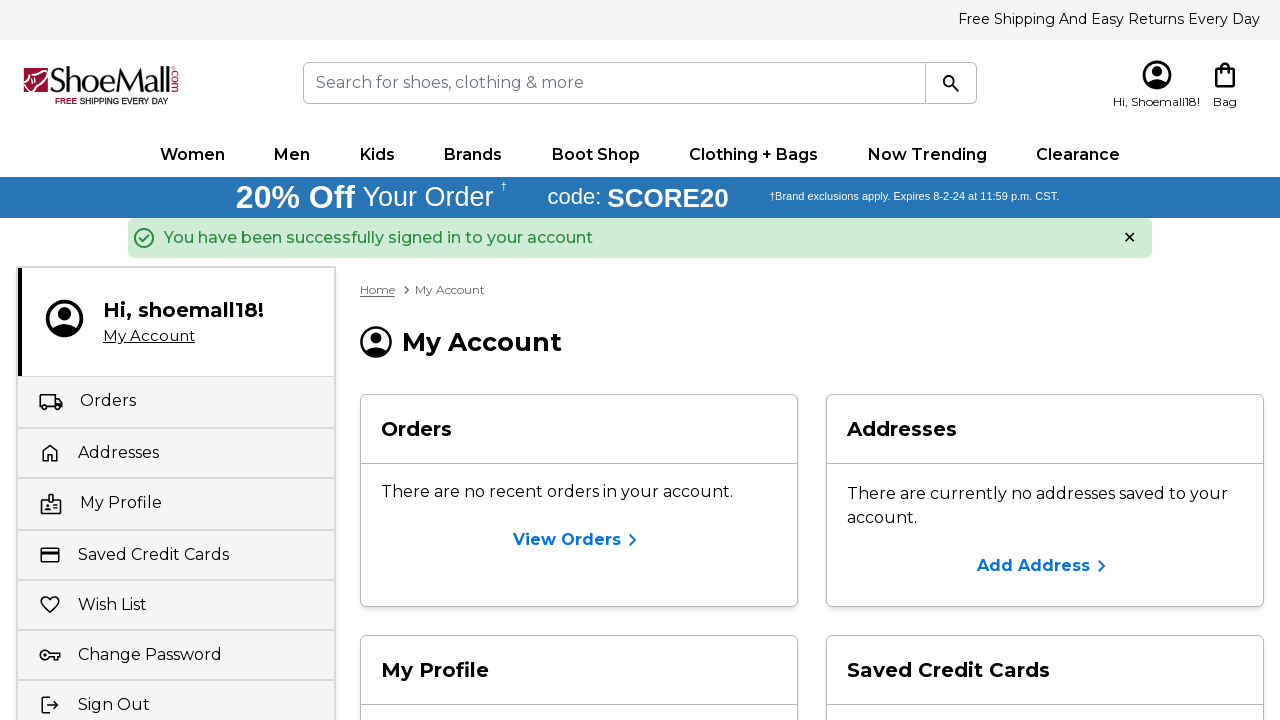 Free Shipping And Easy Returns Every Day
ShoeMall.com
FREE SHIPPING EVERY DAY
Search for shoes, clothing & more
Hi, Shoemall18!
Bag
Women
Men
Kids
Brands
Boot Shop
Clothing + Bags
Now Trending
Clearance
20% Off Your Order † code: SCORE20 †Brand exclusions apply. Expires 8-2-24 at 11:59 p.m. CST.
You have been successfully signed in to your account
Hi, shoemall18!
My Account
Orders
Addresses
My Profile
Saved Credit Cards
Wish List
Change Password
Sign Out
Home > My Account
My Account
Orders
There are no recent orders in your account.
View Orders
Addresses
There are currently no addresses saved to your
account.
Add Address
My Profile
Saved Credit Cards